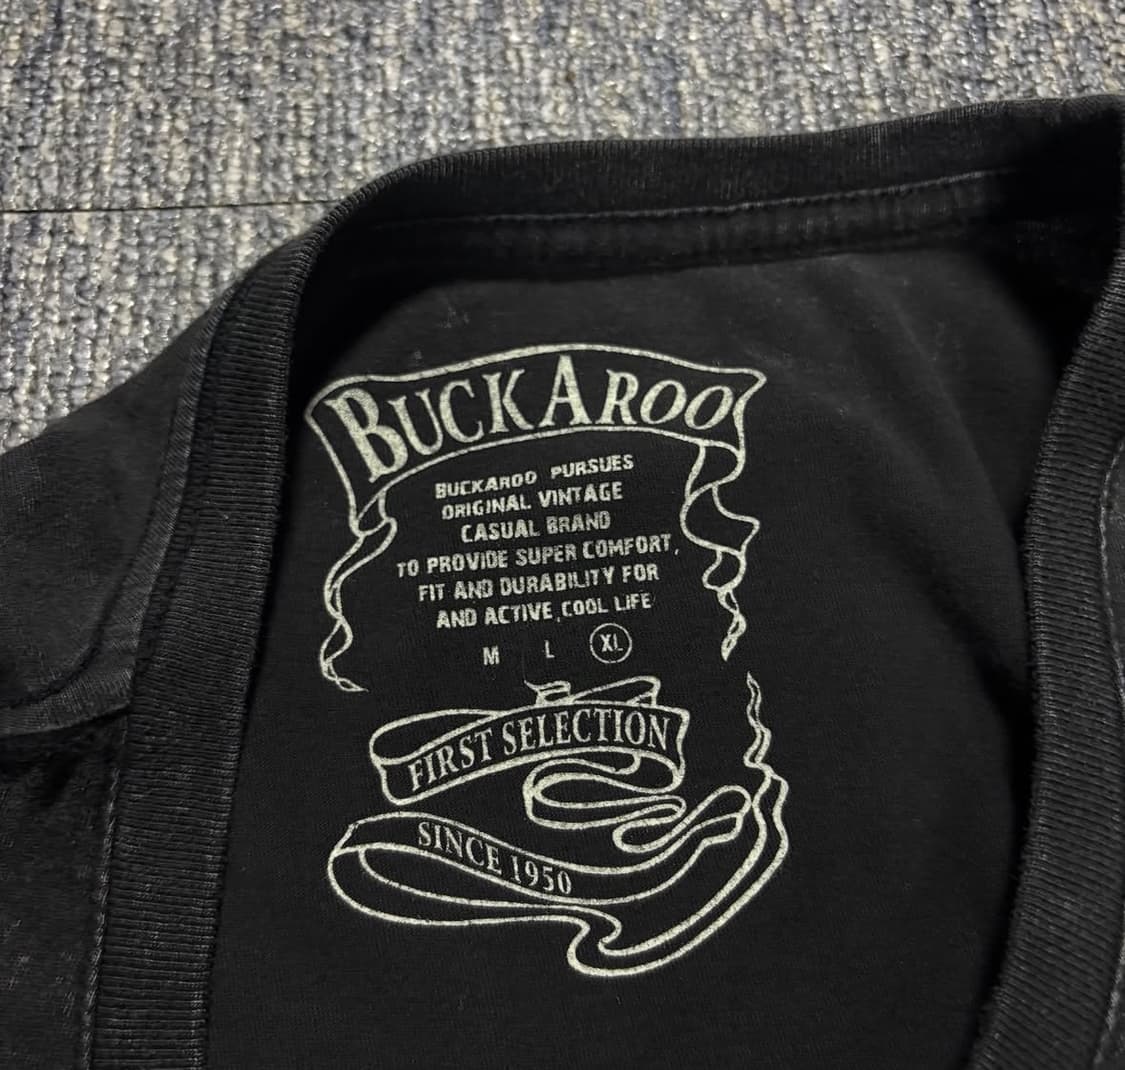 BUCKAROO
BUCKAROO PURSUES
ORIGINAL VINTAGE
CASUAL BRAND
TO PROVIDE SUPER COMFORT,
FIT AND DURABILITY FOR
AND ACTIVE,COOL LIFE
M L XL
FIRST SELECTION
SINCE 1950